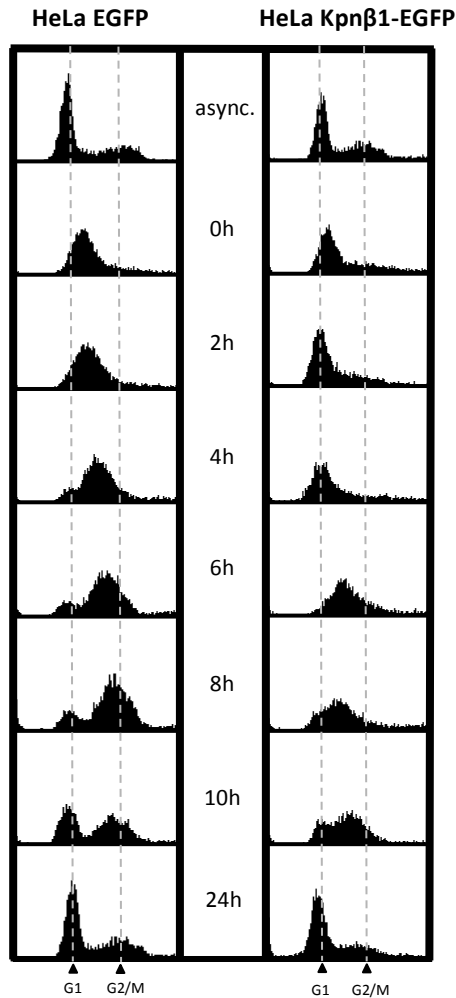 HeLa EGFP
HeLa Kpnβ1-EGFP
async.
0h
2h
4h
6h
8h
10h
24h
G1 G2/M
G1 G2/M